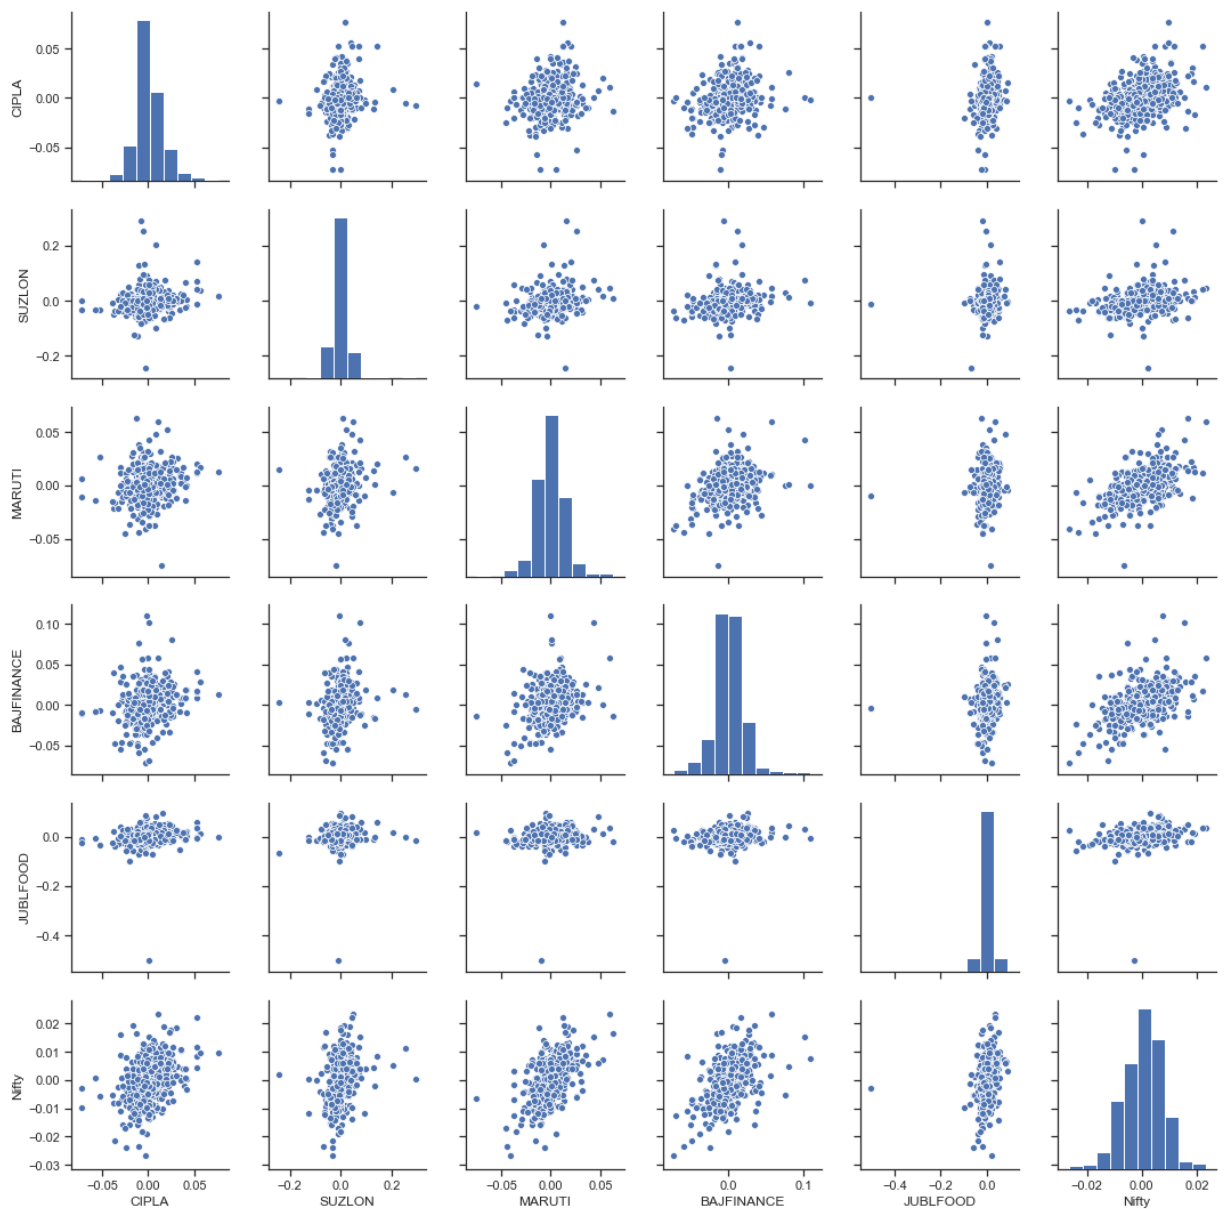 CIPLA
0.05
0.00
−0.05
SUZLON
0.2
0.0
−0.2
MARUTI
0.05
0.00
−0.05
BAJFINANCE
0.10
0.05
0.00
−0.05
JUBLFOOD
0.0
−0.2
−0.4
Nifty
0.02
0.01
0.00
−0.01
−0.02
−0.03
−0.05 0.00 0.05 −0.2 0.0 0.2 −0.05 0.00 0.05 0.0 0.1 −0.4 −0.2 0.0 −0.02 0.00 0.02
CIPLA SUZLON MARUTI BAJFINANCE JUBLFOOD Nifty